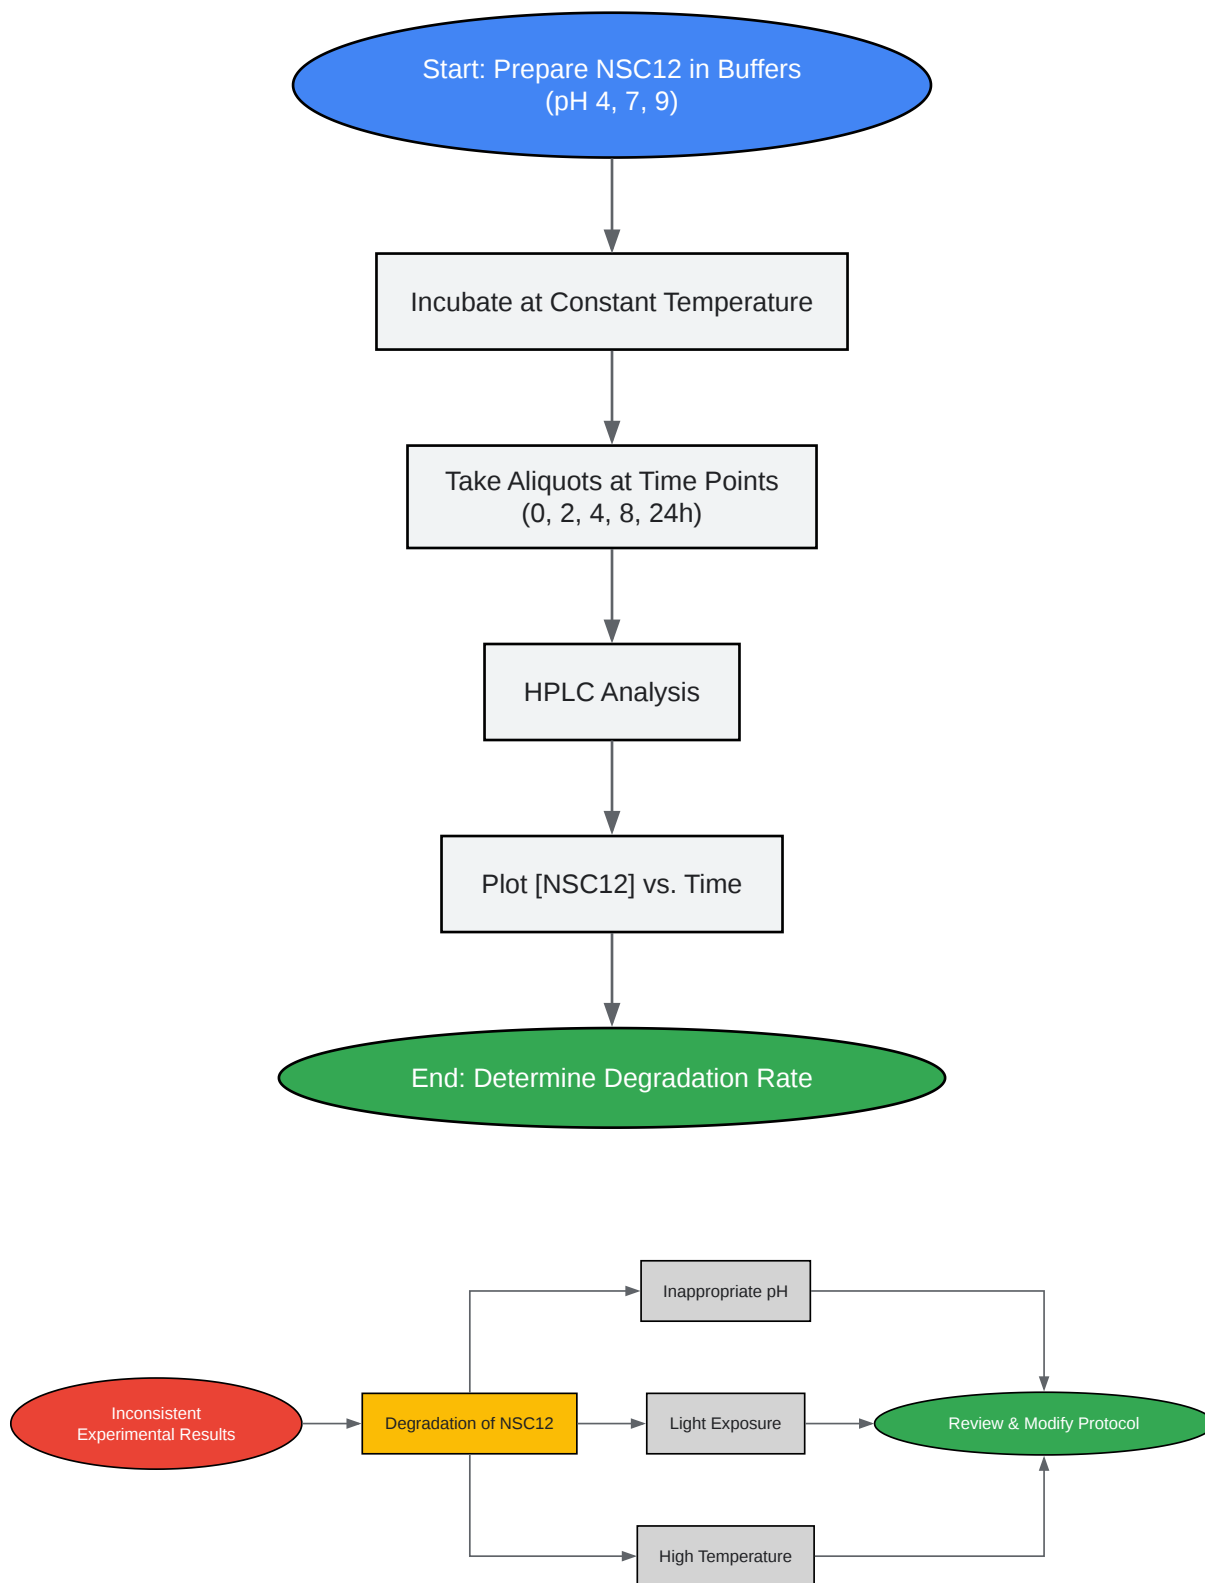 Start: Prepare NSC12 in Buffers
(pH 4, 7, 9)
Incubate at Constant Temperature
Take Aliquots at Time Points
(0, 2, 4, 8, 24h)
HPLC Analysis
Plot [NSC12] vs. Time
End: Determine Degradation Rate
Inappropriate pH
Inconsistent
Experimental Results
Degradation of NSC12
Light Exposure
Review & Modify Protocol
High Temperature